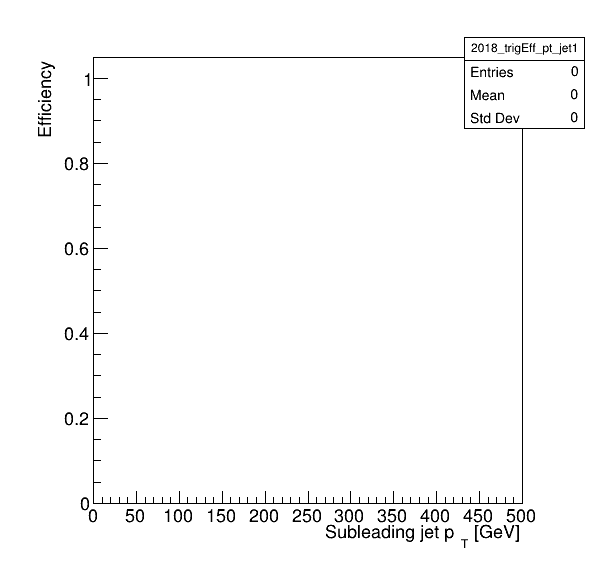 2018_trigEff_pt_jet1
Entries 0
Mean 0
Std Dev 0
Efficiency
1
0.8
0.6
0.4
0.2
0
0 50 100 150 200 250 300 350 400 450 500
Subleading jet p T [GeV]